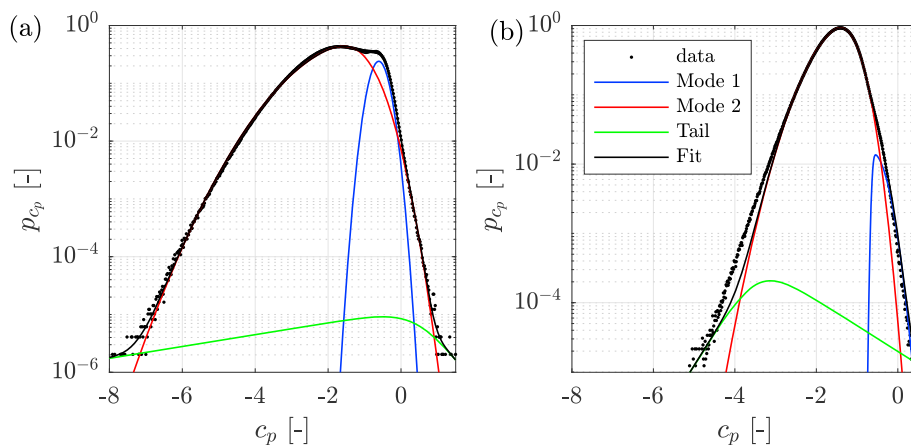 (a)
10^0
10^-2
10^-4
10^-6
p_{c_p} [-]
-8
-6
-4
-2
0
c_p [-]
(b)
10^0
10^-2
10^-4
p_{c_p} [-]
data
Mode 1
Mode 2
Tail
Fit
-8
-6
-4
-2
0
c_p [-]